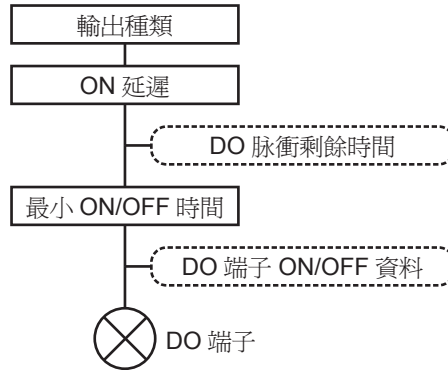 輸出種類
ON 延遲
DO 脉衝剩餘時間
最小 ON/OFF 時間
DO 端子 ON/OFF 資料
DO 端子